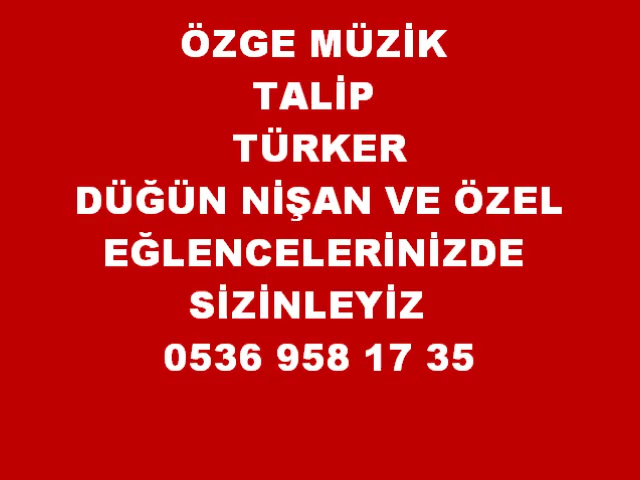 ÖZGE MÜZİK
TALİP
TÜRKER
DÜĞÜN NİŞAN VE ÖZEL
EĞLENCELERİNİZDE
SİZİNLEYİZ
0536 958 17 35